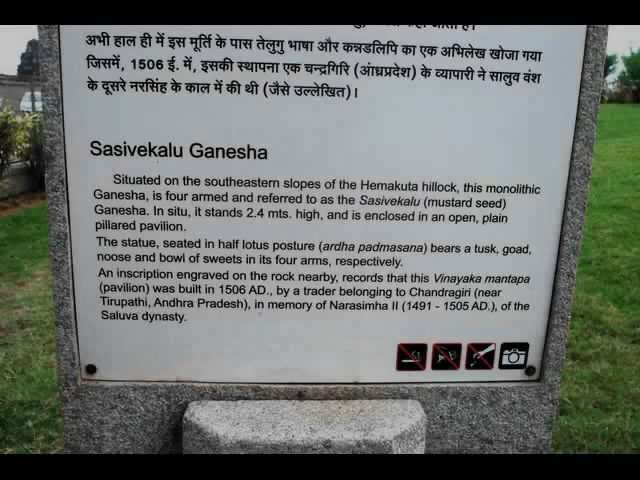 अभी हाल ही में इस मूर्ति के पास तेलुगु भाषा और कन्नडलिपि का एक अभिलेख खोजा गया
जिसमें, 1506 ई. में, इसकी स्थापना एक चन्द्रगिरि (आंध्रप्रदेश) के व्यापारी ने सालुव वंश
के दूसरे नरसिंह के काल में की थी (जैसे उल्लेखित)।
Sasivekalu Ganesha
Situated on the southeastern slopes of the Hemakuta hillock, this monolithic
Ganesha, is four armed and referred to as the Sasivekalu (mustard seed)
Ganesha. In situ, it stands 2.4 mts. high, and is enclosed in an open, plain
pillared pavilion.
The statue, seated in half lotus posture (ardha padmasana) bears a tusk, goad,
noose and bowl of sweets in its four arms, respectively.
An inscription engraved on the rock nearby, records that this Vinayaka mantapa
(pavilion) was built in 1506 AD., by a trader belonging to Chandragiri (near
Tirupathi, Andhra Pradesh), in memory of Narasimha II (1491 - 1505 AD.), of the
Saluva dynasty.